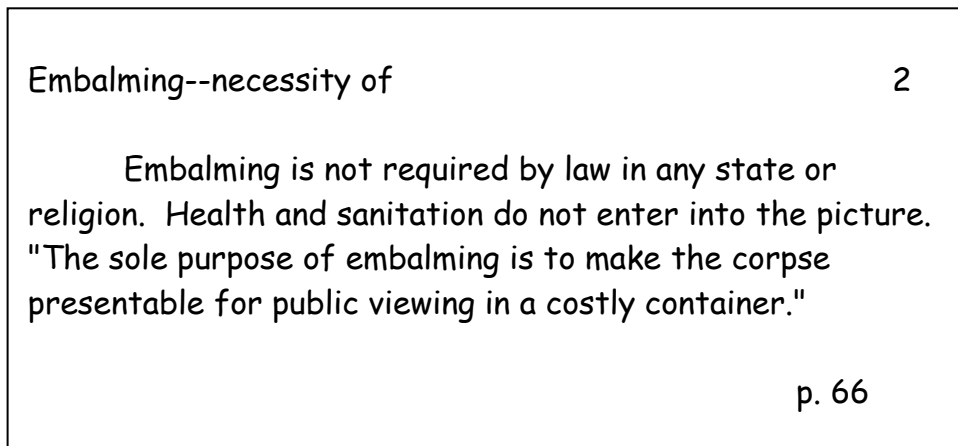 Embalming--necessity of 2
Embalming is not required by law in any state or
religion. Health and sanitation do not enter into the picture.
"The sole purpose of embalming is to make the corpse
presentable for public viewing in a costly container."
p. 66